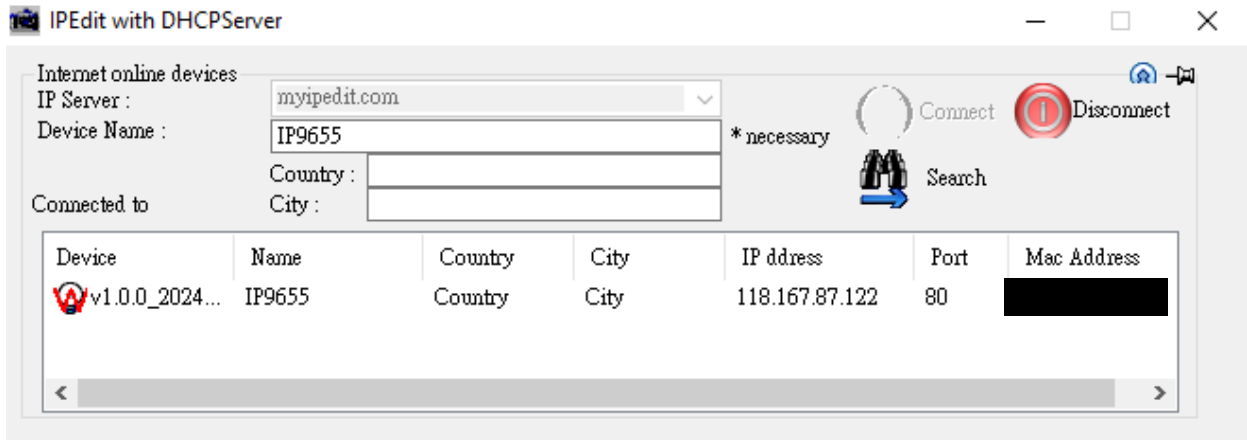 IPEdit with DHCPServer
Internet online devices
IP Server :
myipedit.com
Connect
Disconnect
Device Name :
IP9655
* necessary
Country :
Search
Connected to
City :
Device Name Country City IP ddress Port Mac Address
v1.0.0_2024... IP9655 Country City 118.167.87.122 80